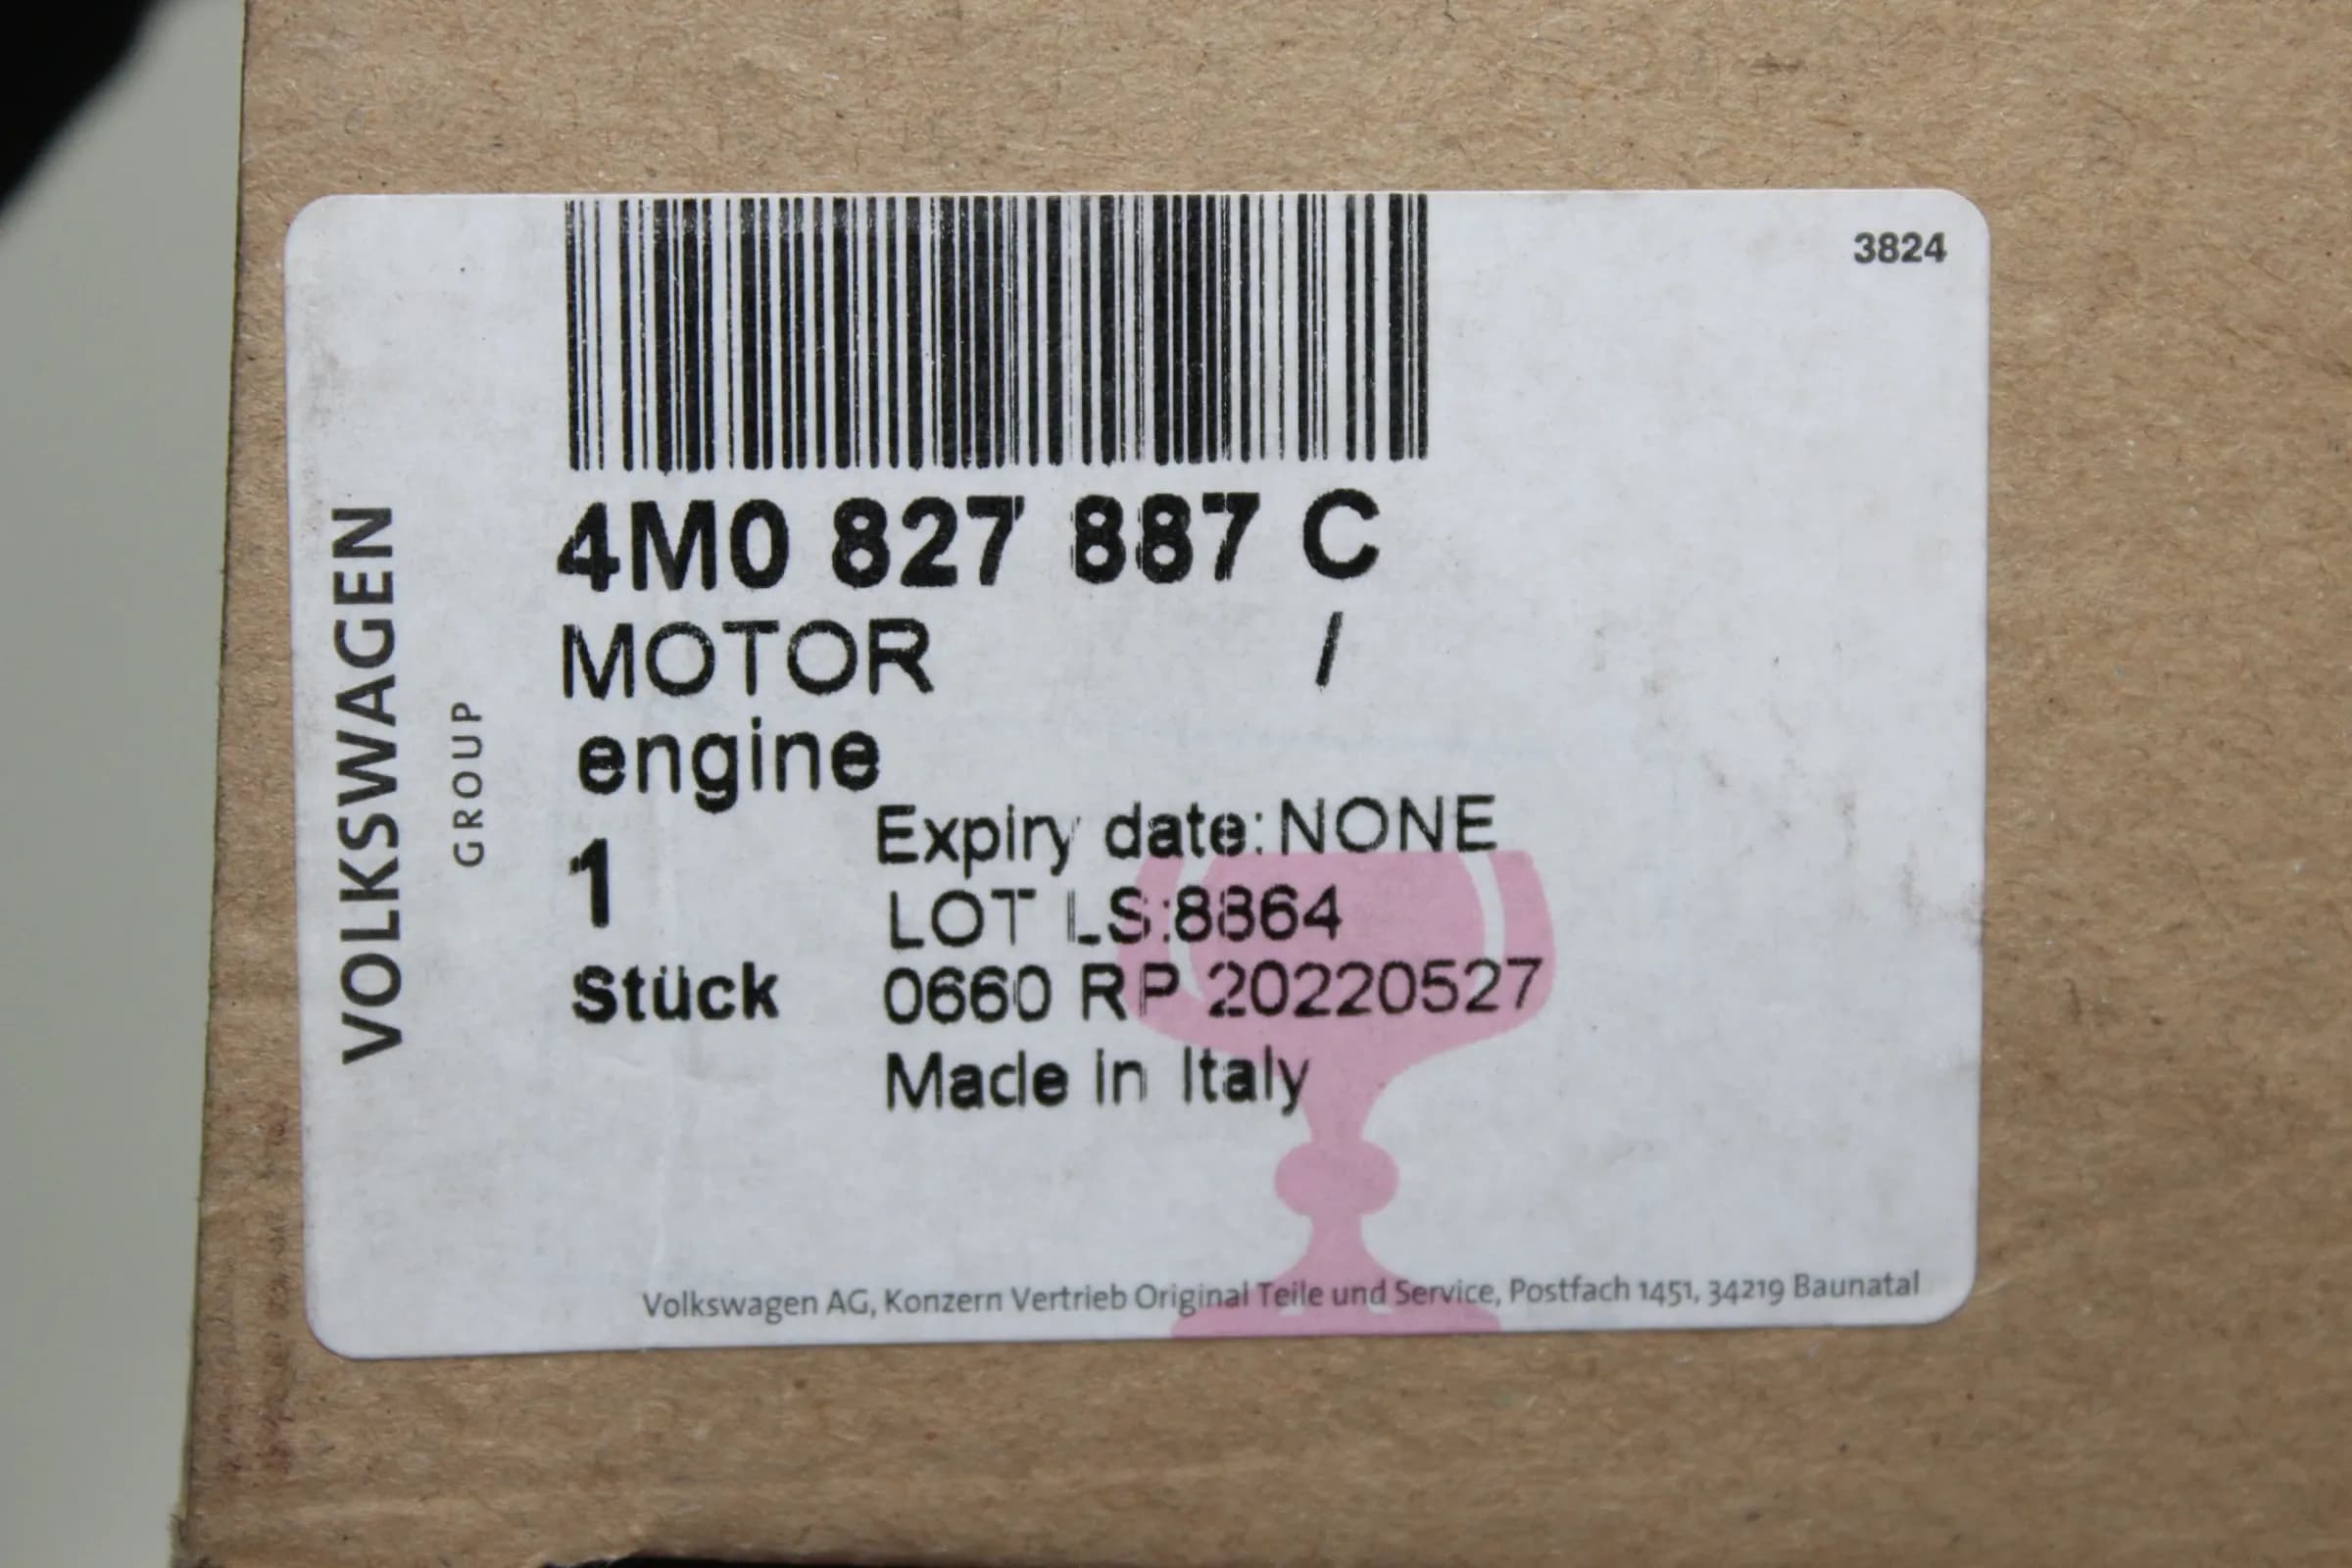 3824
4M0 827 887 C
MOTOR /
engine
1
Stück
Expiry date:NONE
LOT LS:8864
0660 RP 20220527
Made in Italy
VOLKSWAGEN
GROUP
Volkswagen AG, Konzern Vertrieb Original Teile und Service, Postfach 1451, 34219 Baunatal